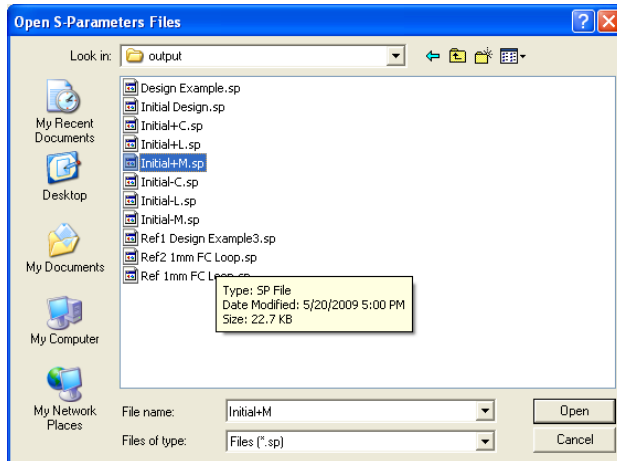 Open S-Parameters Files
Look in: output
My Recent
Documents
Desktop
My Documents
My Computer
My Network
Places
Design Example.sp
Initial Design.sp
Initial+C.sp
Initial+L.sp
Initial+M.sp
Initial-C.sp
Initial-L.sp
Initial-M.sp
Ref1 Design Example3.sp
Ref2 1mm FC Loop.sp
Ref 1mm FC Loop.sp
Type: SP File
Date Modified: 5/20/2009 5:00 PM
Size: 22.7 KB
File name: Initial+M Open
Files of type: Files (*.sp) Cancel